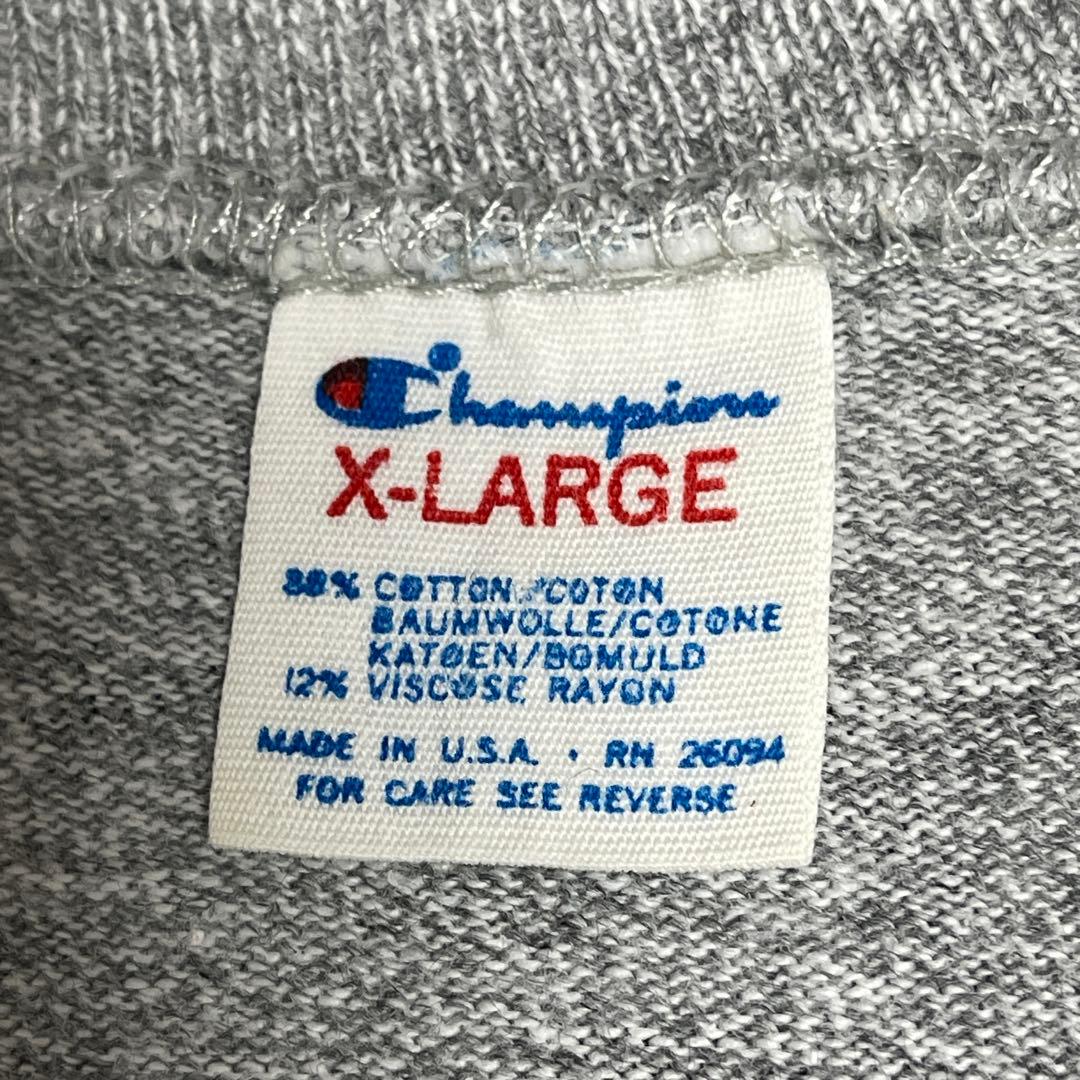 Champion
X-LARGE
88% COTTON/COTON
BAUMWOLLE/COTONE
KATOEN/BOMULD
12% VISCOSE RAYON
MADE IN U.S.A. · RN 26094
FOR CARE SEE REVERSE